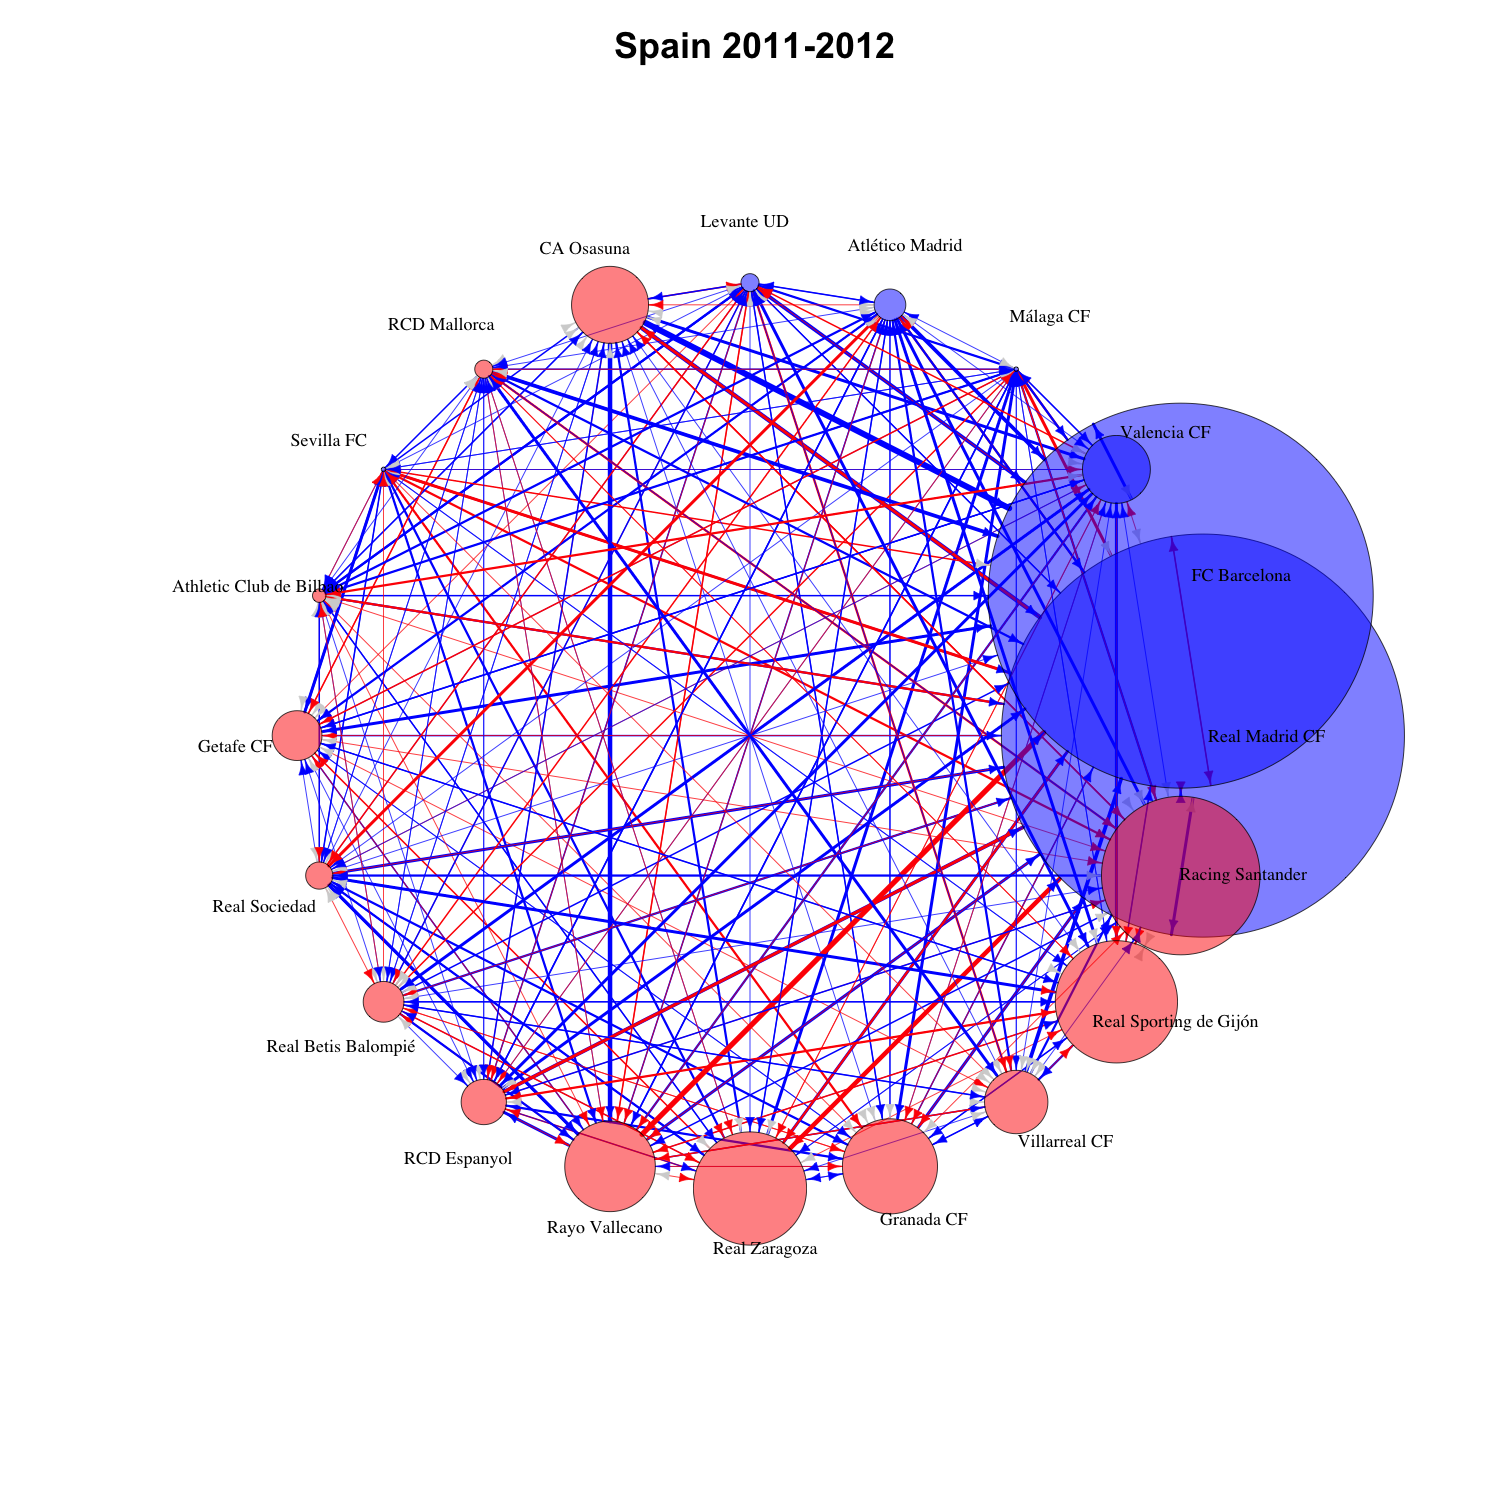 Spain 2011-2012
Levante UD
Atlético Madrid
CA Osasuna
Málaga CF
RCD Mallorca
Valencia CF
Sevilla FC
FC Barcelona
Athletic Club de Bilbao
Real Madrid CF
Getafe CF
Racing Santander
Real Sociedad
Real Sporting de Gijón
Real Betis Balompié
Villarreal CF
RCD Espanyol
Granada CF
Rayo Vallecano
Real Zaragoza